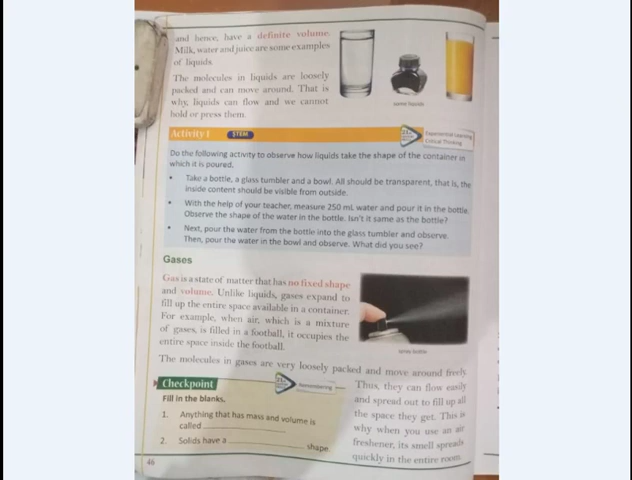 and hence, have a definite volume.
Milk, water and juice are some examples
of liquids.
The molecules in liquids are loosely
packed and can move around. That is
why, liquids can flow and we cannot
hold or press them.
some liquids
Activity 1 STEM
Experiential Learning
Critical Thinking
Do the following activity to observe how liquids take the shape of the container in
which it is poured.
• Take a bottle, a glass tumbler and a bowl. All should be transparent, that is, the
inside content should be visible from outside.
• With the help of your teacher, measure 250 mL water and pour it in the bottle.
Observe the shape of the water in the bottle. Isn't it same as the bottle?
• Next, pour the water from the bottle into the glass tumbler and observe.
Then, pour the water in the bowl and observe. What did you see?
Gases
Gas is a state of matter that has no fixed shape
and volume. Unlike liquids, gases expand to
fill up the entire space available in a container.
For example, when air, which is a mixture
of gases, is filled in a football, it occupies the
entire space inside the football.
spray bottle
The molecules in gases are very loosely packed and move around freely.
Thus, they can flow easily
and spread out to fill up all
the space they get. This is
why when you use an air
freshener, its smell spreads
quickly in the entire room.
Checkpoint
Remembering
Fill in the blanks.
1. Anything that has mass and volume is
called
2. Solids have a shape.
46